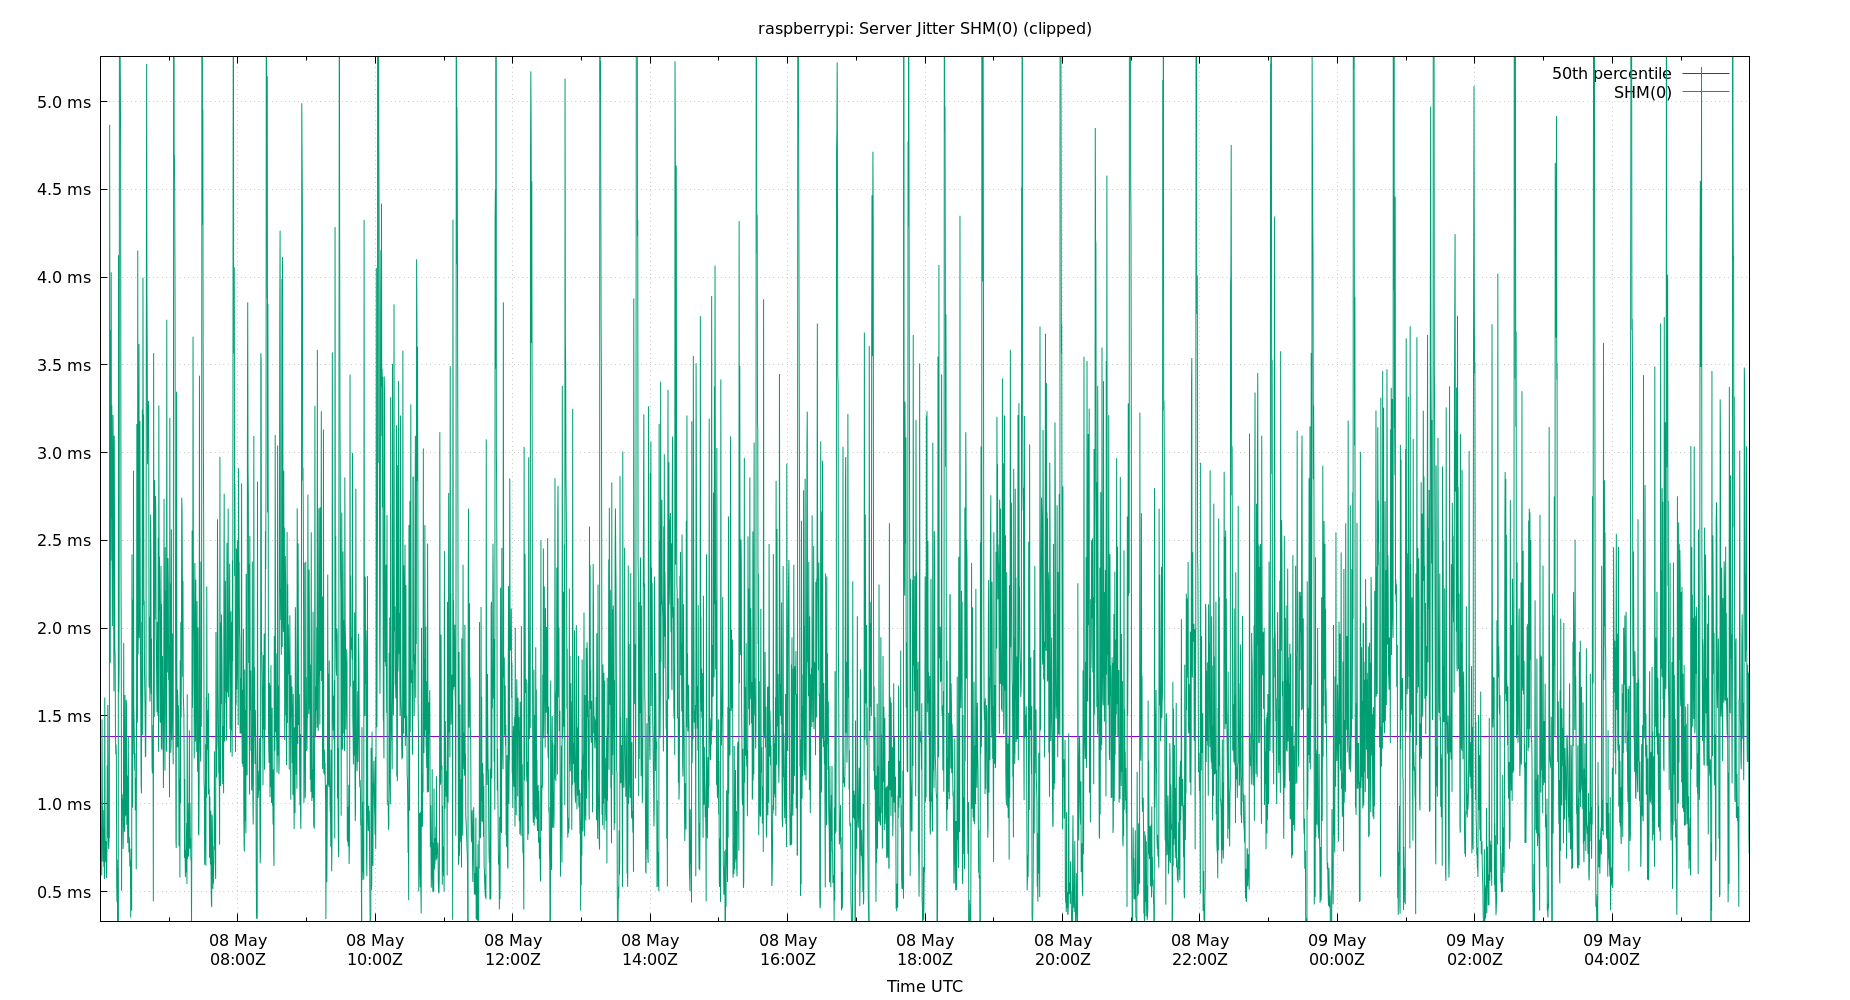 raspberrypi: Server Jitter SHM(0) (clipped)
50th percentile
SHM(0)
5.0 ms
4.5 ms
4.0 ms
3.5 ms
3.0 ms
2.5 ms
2.0 ms
1.5 ms
1.0 ms
0.5 ms
08 May 08 May 08 May 08 May 08 May 08 May 08 May 08 May 09 May 09 May 09 May
08:00Z 10:00Z 12:00Z 14:00Z 16:00Z 18:00Z 20:00Z 22:00Z 00:00Z 02:00Z 04:00Z
Time UTC